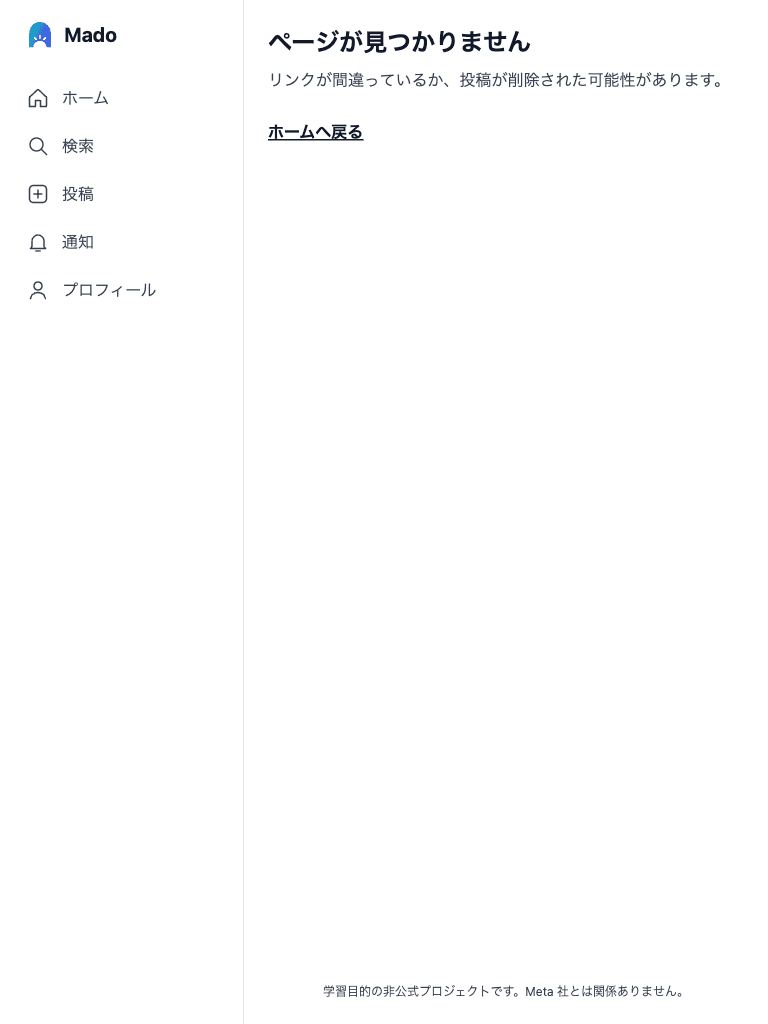 Mado
ホーム
検索
投稿
通知
プロフィール
ページが見つかりません
リンクが間違っているか、投稿が削除された可能性があります。
ホームへ戻る
学習目的の非公式プロジェクトです。Meta 社とは関係ありません。